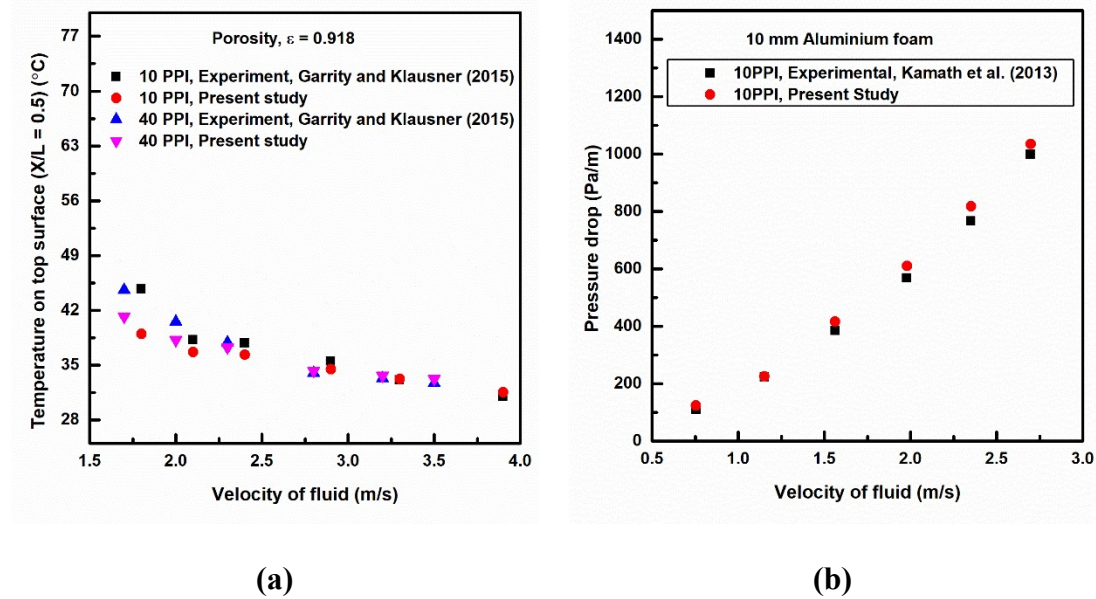 Porosity, ε = 0.918
10 PPI, Experiment, Garrity and Klausner (2015)
10 PPI, Present study
40 PPI, Experiment, Garrity and Klausner (2015)
40 PPI, Present study
Temperature on top surface (X/L = 0.5) (°C)
77
70
63
56
49
42
35
28
1.5 2.0 2.5 3.0 3.5 4.0
Velocity of fluid (m/s)
(a)
10 mm Aluminium foam
10PPI, Experimental, Kamath et al. (2013)
10PPI, Present Study
Pressure drop (Pa/m)
1400
1200
1000
800
600
400
200
0
0.5 1.0 1.5 2.0 2.5 3.0
Velocity of fluid (m/s)
(b)